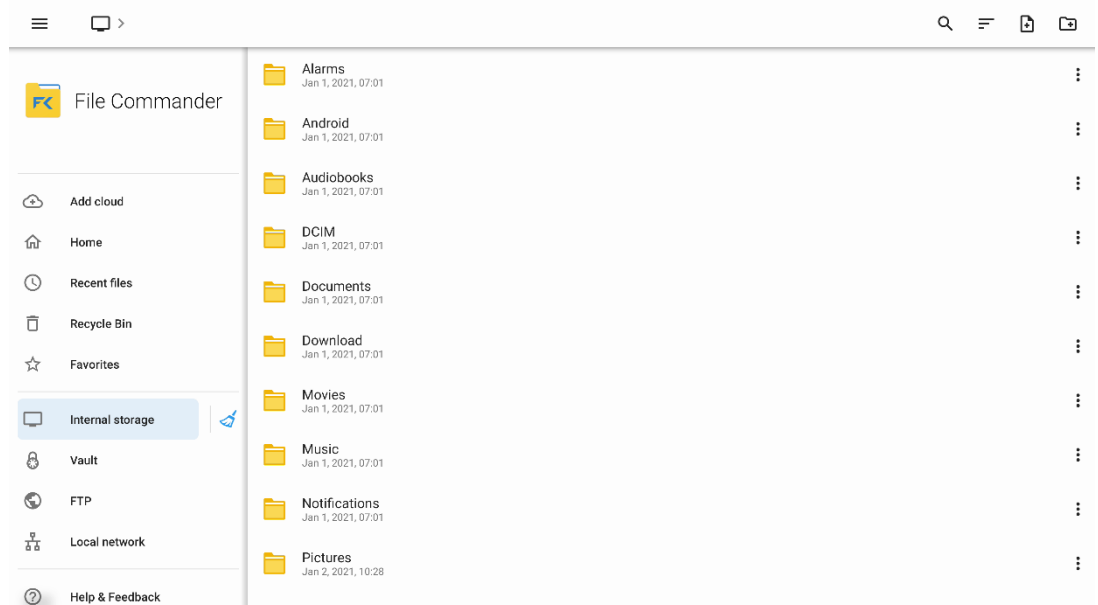 File Commander
Add cloud
Home
Recent files
Recycle Bin
Favorites
Internal storage
Vault
FTP
Local network
Help & Feedback
Alarms
Jan 1, 2021, 07:01
Android
Jan 1, 2021, 07:01
Audiobooks
Jan 1, 2021, 07:01
DCIM
Jan 1, 2021, 07:01
Documents
Jan 1, 2021, 07:01
Download
Jan 1, 2021, 07:01
Movies
Jan 1, 2021, 07:01
Music
Jan 1, 2021, 07:01
Notifications
Jan 1, 2021, 07:01
Pictures
Jan 2, 2021, 10:28